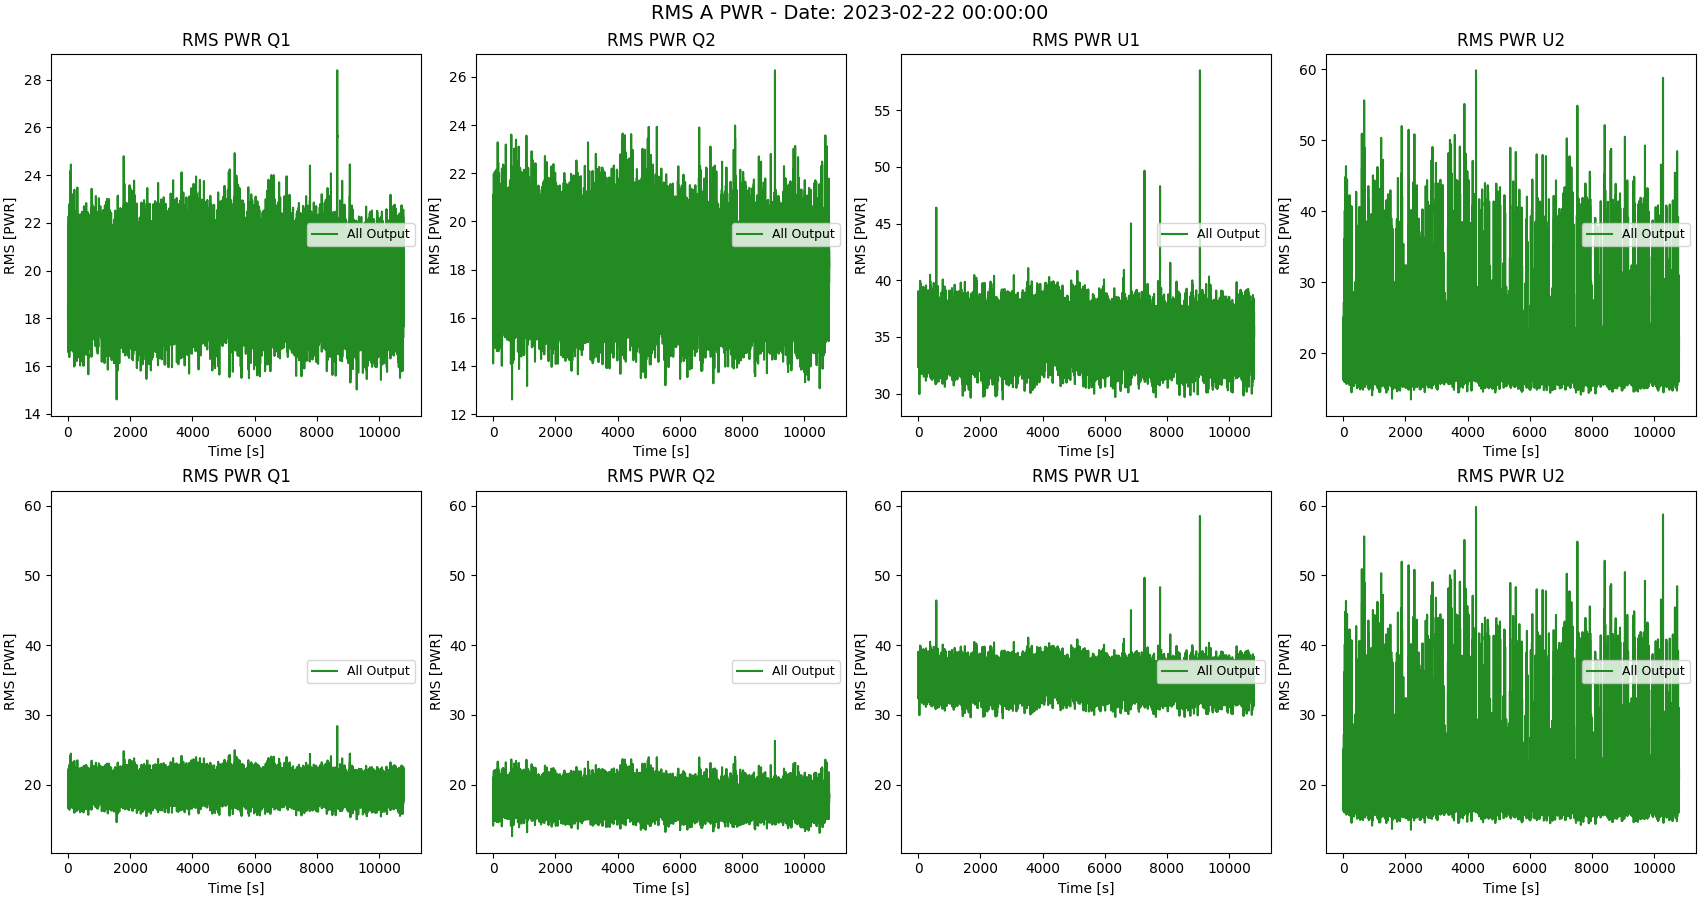 RMS A PWR - Date: 2023-02-22 00:00:00
RMS PWR Q1
RMS [PWR]
28
26
24
22
20
18
16
14
0 2000 4000 6000 8000 10000
Time [s]
All Output
RMS PWR Q2
RMS [PWR]
26
24
22
20
18
16
14
12
0 2000 4000 6000 8000 10000
Time [s]
All Output
RMS PWR U1
RMS [PWR]
55
50
45
40
35
30
0 2000 4000 6000 8000 10000
Time [s]
All Output
RMS PWR U2
RMS [PWR]
60
50
40
30
20
0 2000 4000 6000 8000 10000
Time [s]
All Output
RMS PWR Q1
RMS [PWR]
60
50
40
30
20
0 2000 4000 6000 8000 10000
Time [s]
All Output
RMS PWR Q2
RMS [PWR]
60
50
40
30
20
0 2000 4000 6000 8000 10000
Time [s]
All Output
RMS PWR U1
RMS [PWR]
60
50
40
30
20
0 2000 4000 6000 8000 10000
Time [s]
All Output
RMS PWR U2
RMS [PWR]
60
50
40
30
20
0 2000 4000 6000 8000 10000
Time [s]
All Output